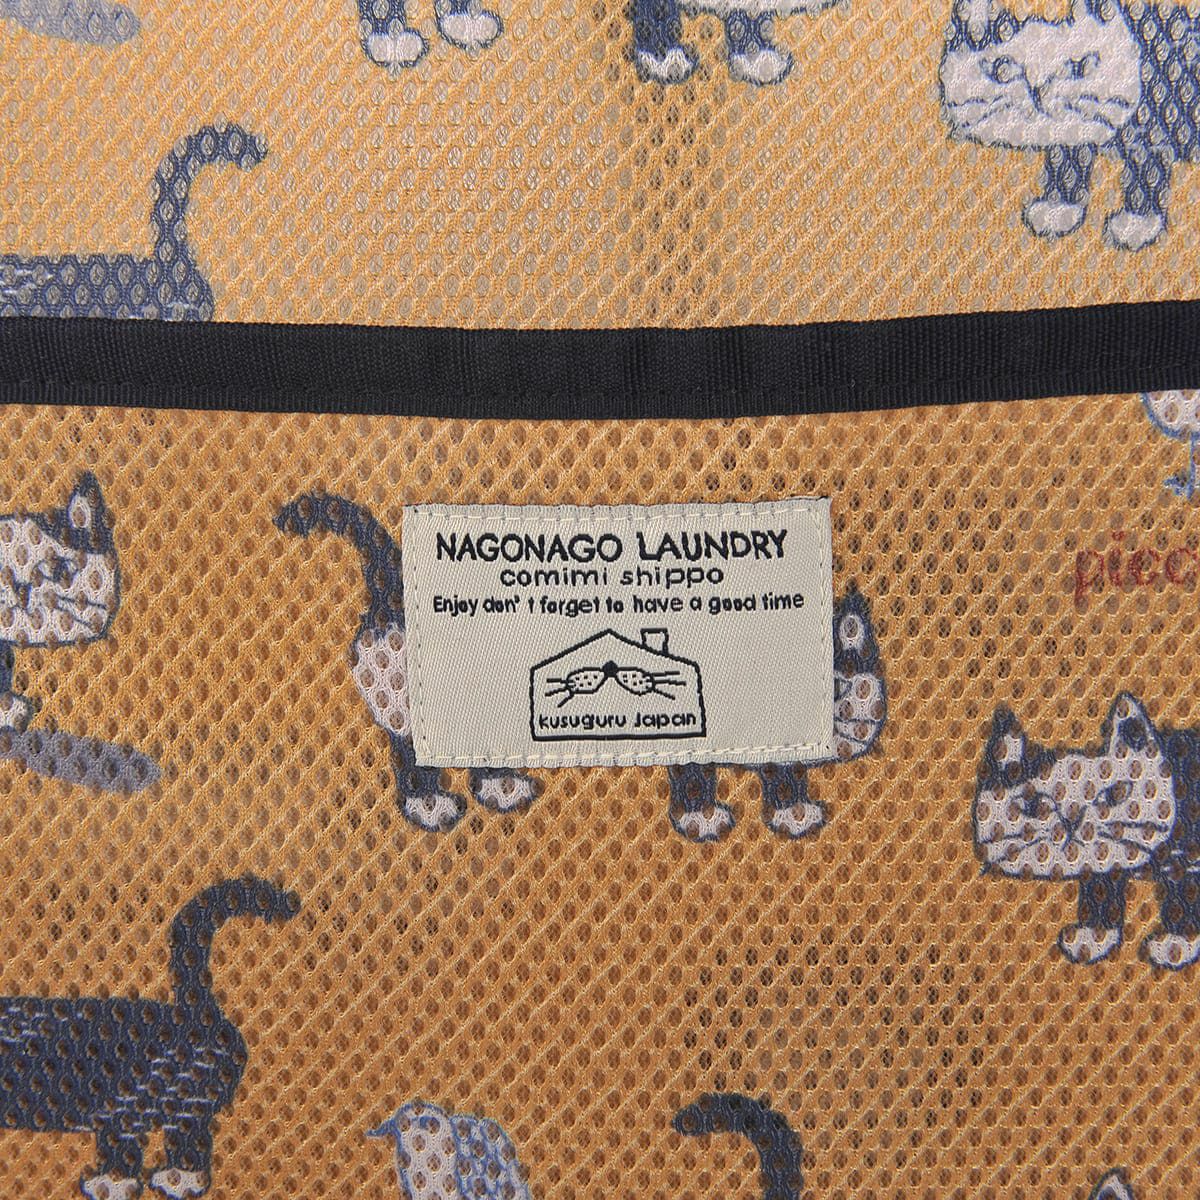 NAGONAGO LAUNDRY
comimi shippo
Enjoy don't forget to have a good time
kusuguru Japan